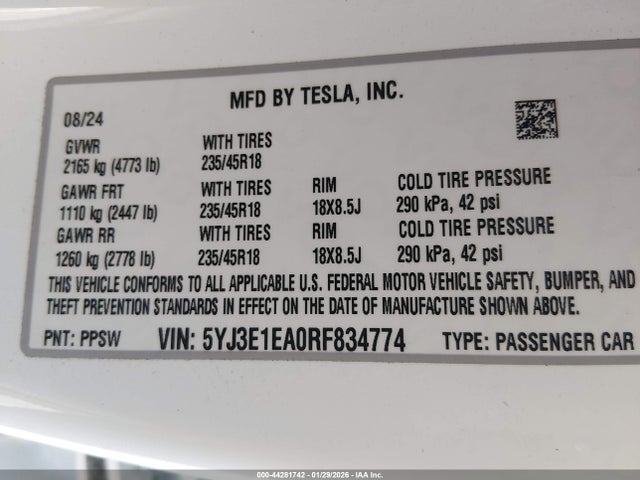 MFD BY TESLA, INC.
08/24
GVWR WITH TIRES
2165 kg (4773 lb) 235/45R18
GAWR FRT WITH TIRES RIM COLD TIRE PRESSURE
1110 kg (2447 lb) 235/45R18 18X8.5J 290 kPa, 42 psi
GAWR RR WITH TIRES RIM COLD TIRE PRESSURE
1260 kg (2778 lb) 235/45R18 18X8.5J 290 kPa, 42 psi
THIS VEHICLE CONFORMS TO ALL APPLICABLE U.S. FEDERAL MOTOR VEHICLE SAFETY, BUMPER, AND
THEFT PREVENTION STANDARDS IN EFFECT ON THE DATE OF MANUFACTURE SHOWN ABOVE.
PNT: PPSW VIN: 5YJ3E1EA0RF834774 TYPE: PASSENGER CAR
000-44281742 / 01/29/2026 - IAA Inc.